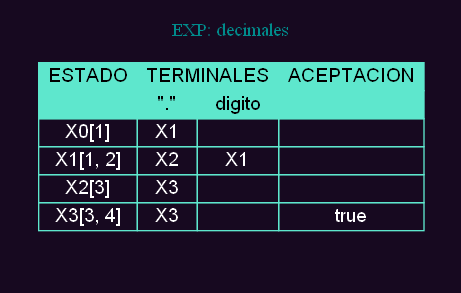 EXP: decimales
ESTADO TERMINALES ACEPTACION
"." digito
X0[1] X1
X1[1, 2] X2 X1
X2[3] X3
X3[3, 4] X3 true